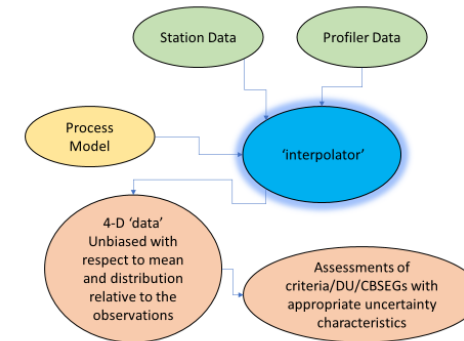 Station Data
Profiler Data
Process
Model
'interpolator'
4-D 'data'
Unbiased with
respect to mean
and distribution
relative to the
observations
Assessments of
criteria/DU/CBSEGs with
appropriate uncertainty
characteristics